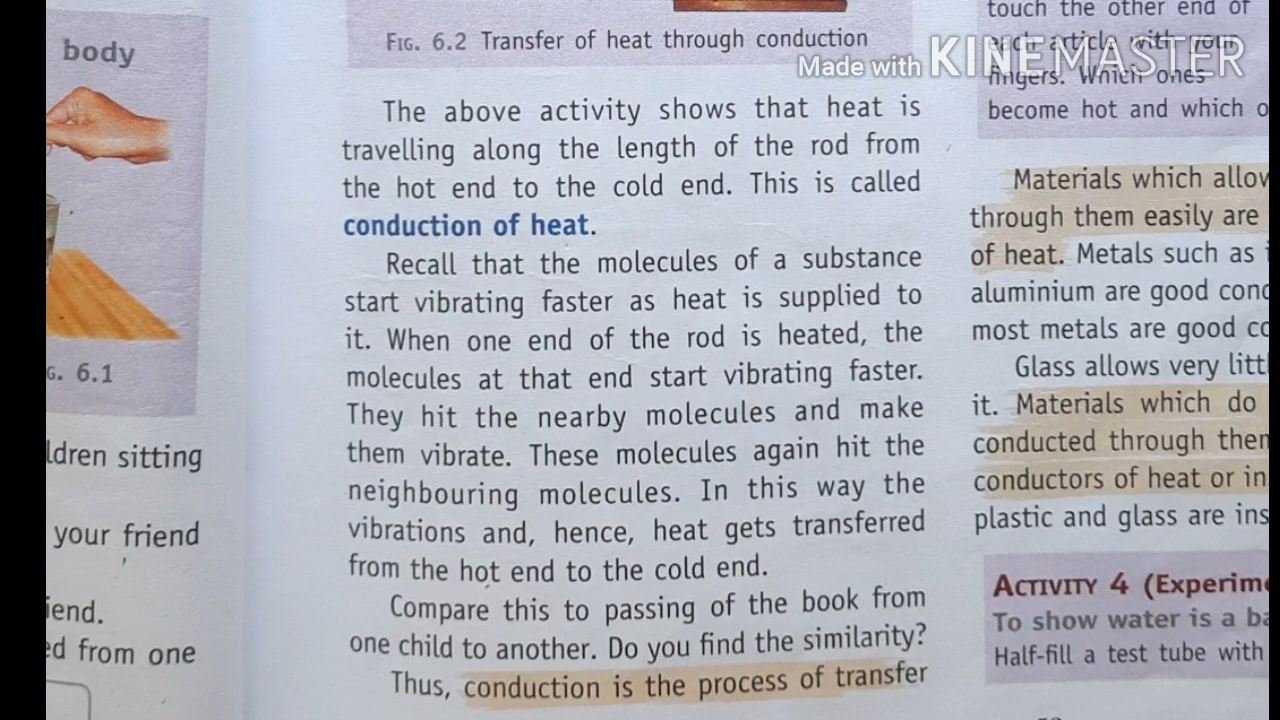 body
6.1
ldren sitting
your friend
iend.
ed from one
FIG. 6.2 Transfer of heat through conduction
The above activity shows that heat is
travelling along the length of the rod from
the hot end to the cold end. This is called
conduction of heat.
Recall that the molecules of a substance
start vibrating faster as heat is supplied to
it. When one end of the rod is heated, the
molecules at that end start vibrating faster.
They hit the nearby molecules and make
them vibrate. These molecules again hit the
neighbouring molecules. In this way the
vibrations and, hence, heat gets transferred
from the hot end to the cold end.
Compare this to passing of the book from
one child to another. Do you find the similarity?
Thus, conduction is the process of transfer
touch the other end of
each article with your
fingers. Which ones
become hot and which o
Made with KINEMASTER
Materials which allow
through them easily are
of heat. Metals such as
aluminium are good cond
most metals are good co
Glass allows very littl
it. Materials which do
conducted through them
conductors of heat or in
plastic and glass are ins
ACTIVITY 4 (Experime
To show water is a ba
Half-fill a test tube with